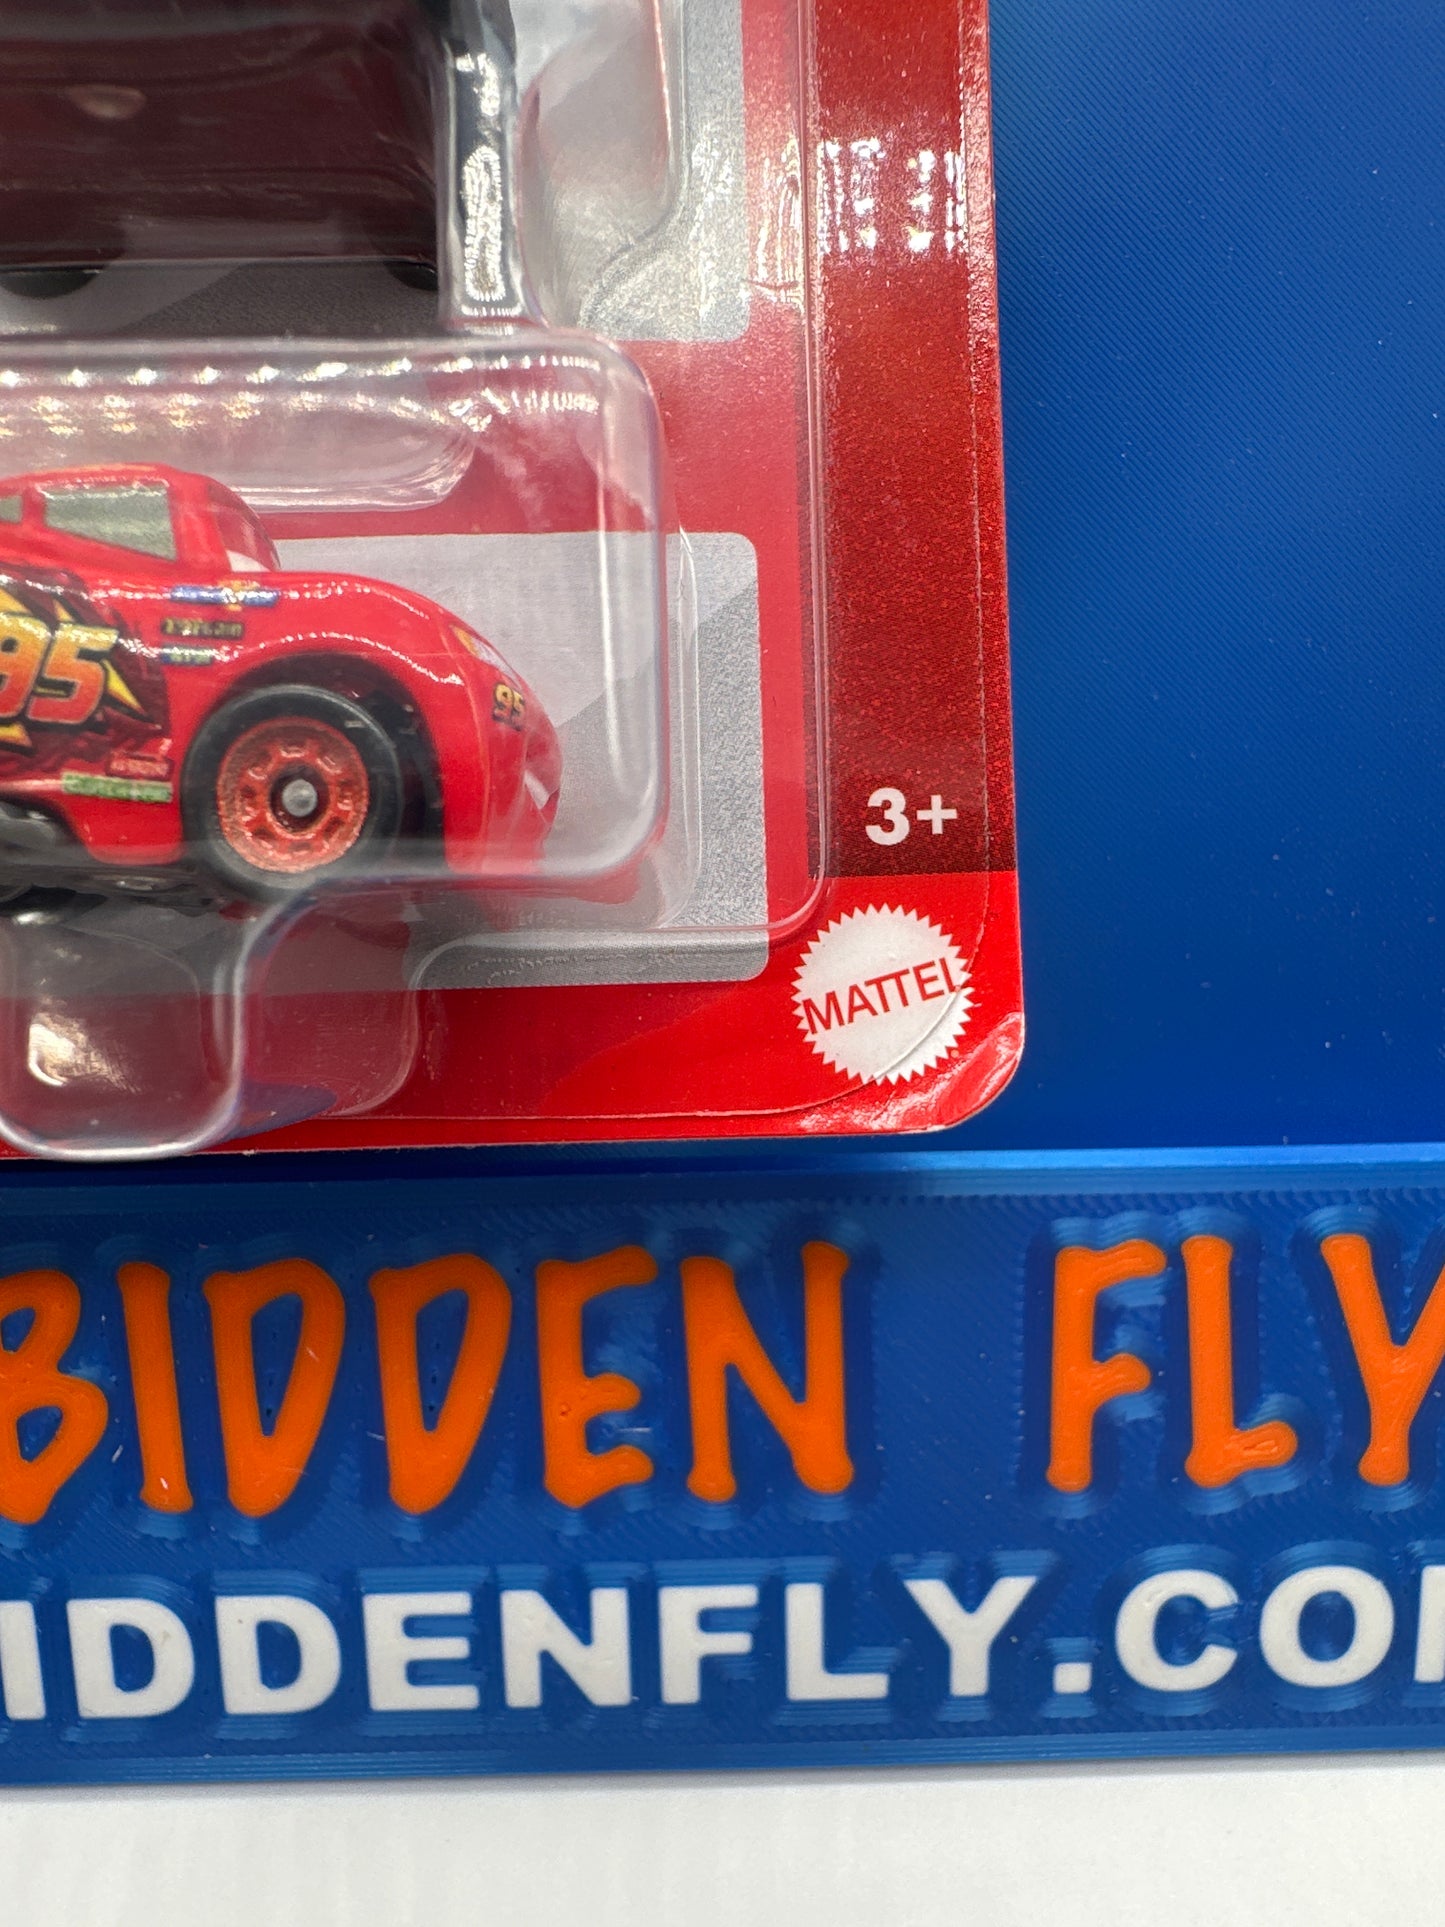 95
95
3+
MATTEL
BIDDEN FLY
IDDENFLY.CO